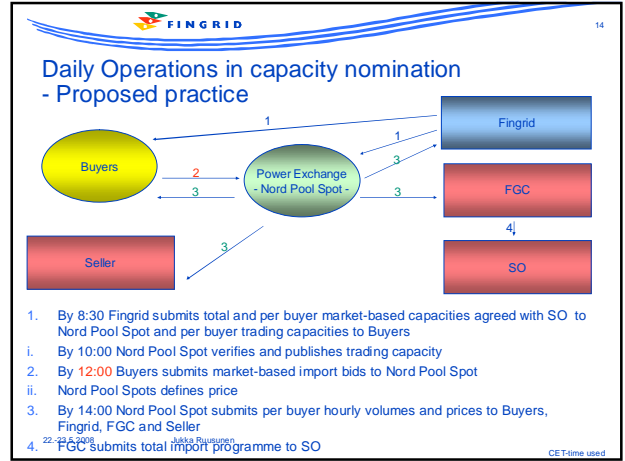 FINGRID
14
Daily Operations in capacity nomination
- Proposed practice
1
Fingrid
1
Buyers
2
Power Exchange
- Nord Pool Spot -
3
3
3
FGC
4
3
Seller
SO
1. By 8:30 Fingrid submits total and per buyer market-based capacities agreed with SO to
Nord Pool Spot and per buyer trading capacities to Buyers
i. By 10:00 Nord Pool Spot verifies and publishes trading capacity
2. By 12:00 Buyers submits market-based import bids to Nord Pool Spot
ii. Nord Pool Spots defines price
3. By 14:00 Nord Pool Spot submits per buyer hourly volumes and prices to Buyers,
Fingrid, FGC and Seller
4. FGC submits total import programme to SO
22.-23.5.2008
Jukka Ruusunen
CET-time used